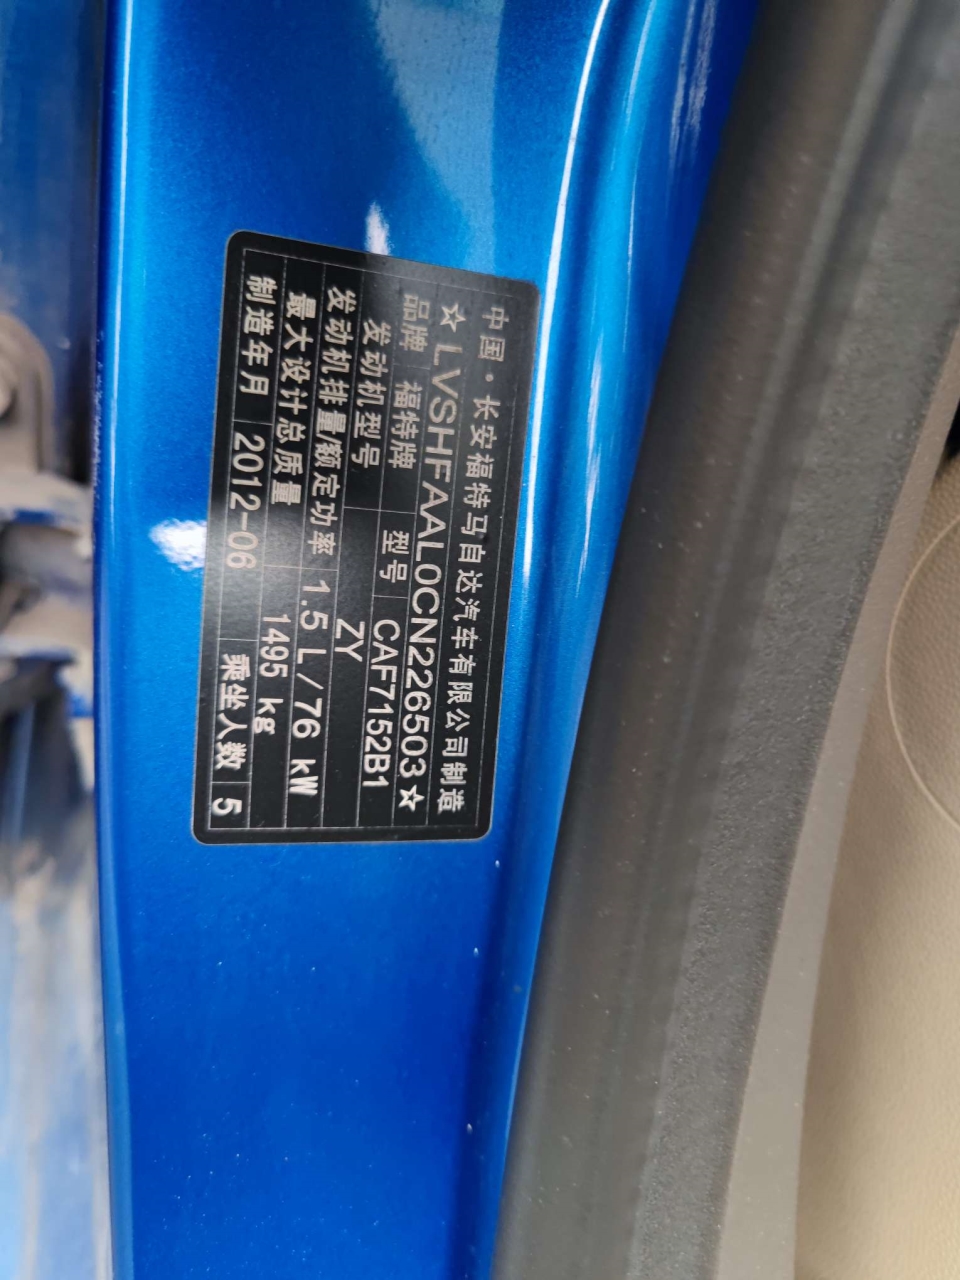 中国·长安福特马自达汽车有限公司制造
☆LVSHFAAL0CN226503☆
品牌 福特牌 型号 CAF7152B1
发动机型号 ZY
发动机排量/额定功率 1.5 L/76 kW
最大设计总质量 1495 kg
制造年月 2012-06 乘坐人数 5